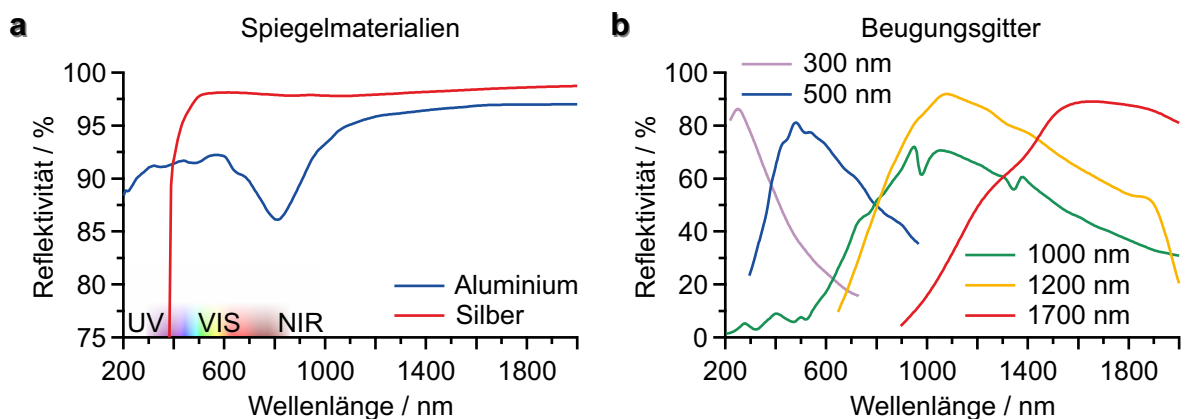 a
Spiegelmaterialien
100
95
90
85
80
75
Reflektivität / %
UV VIS NIR
Aluminium
Silber
200 600 1000 1400 1800
Wellenlänge / nm
b
Beugungsgitter
300 nm
500 nm
100
80
60
40
20
0
Reflektivität / %
1000 nm
1200 nm
1700 nm
200 600 1000 1400 1800
Wellenlänge / nm